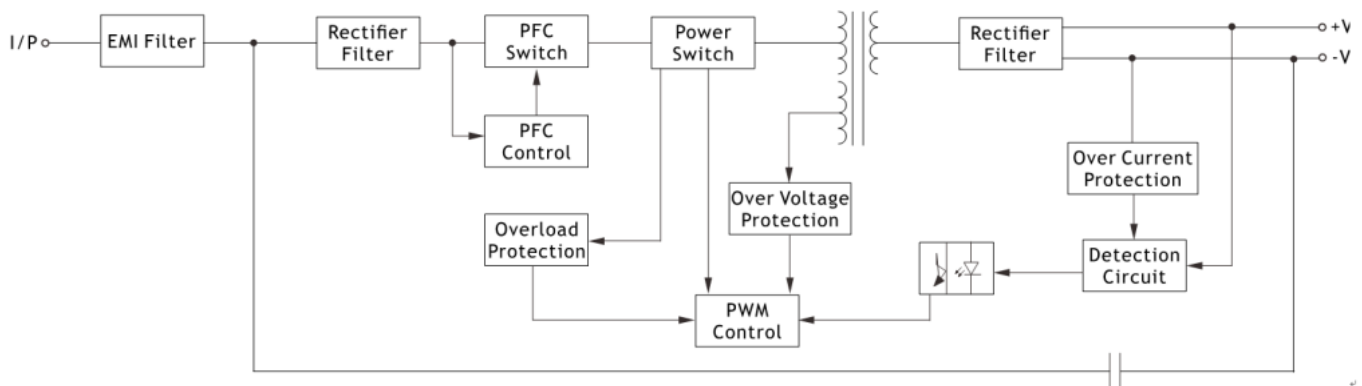 I/P
EMI Filter
Rectifier
Filter
PFC
Switch
Power
Switch
Rectifier
Filter
+V
-V
PFC
Control
Over Current
Protection
Over Voltage
Protection
Overload
Protection
Detection
Circuit
PWM
Control